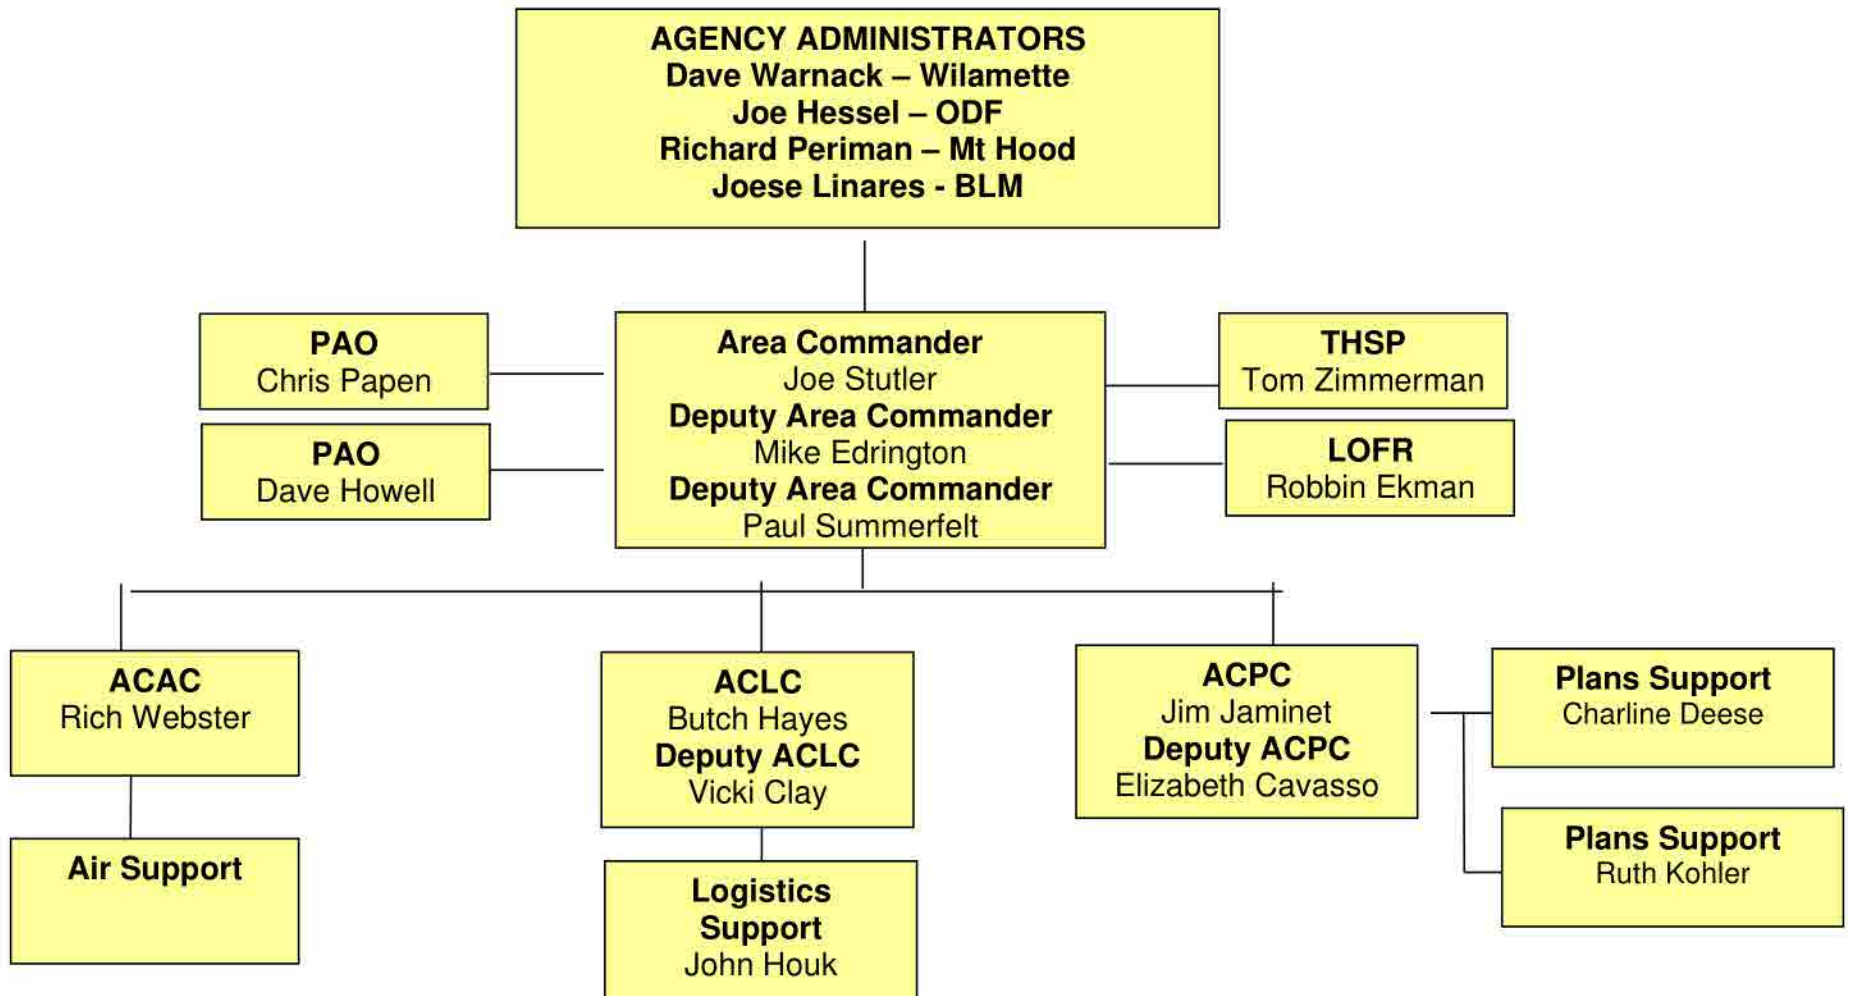 AGENCY ADMINISTRATORS
Dave Warnack – Wilamette
Joe Hessel – ODF
Richard Periman – Mt Hood
Joese Linares - BLM
PAO
Chris Papen
PAO
Dave Howell
Area Commander
Joe Stutler
Deputy Area Commander
Mike Edrington
Deputy Area Commander
Paul Summerfelt
THSP
Tom Zimmerman
LOFR
Robbin Ekman
ACAC
Rich Webster
Air Support
ACLC
Butch Hayes
Deputy ACLC
Vicki Clay
Logistics
Support
John Houk
ACPC
Jim Jaminet
Deputy ACPC
Elizabeth Cavasso
Plans Support
Charline Deese
Plans Support
Ruth Kohler